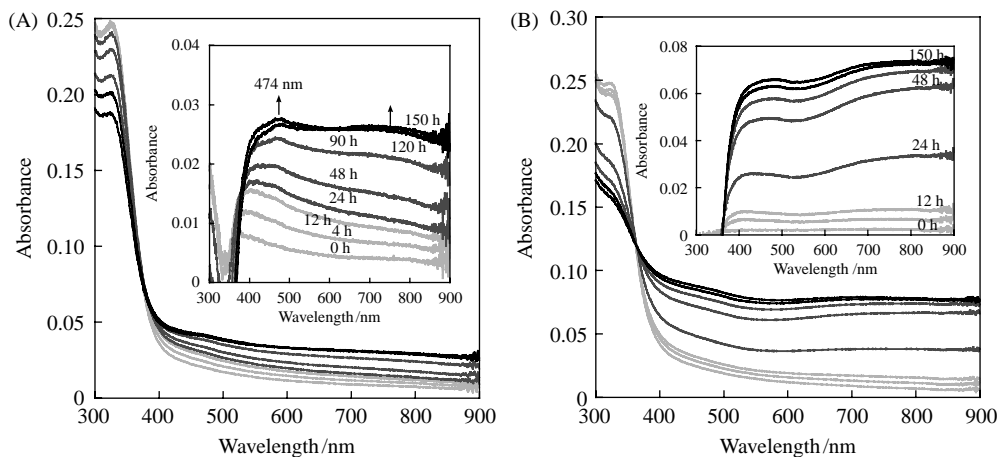 (A)
0.25
0.20
0.15
0.10
0.05
0
Absorbance
300 400 500 600 700 800 900
Wavelength /nm
0.04
0.03
0.02
0.01
0
Absorbance
474 nm
150 h
120 h
90 h
48 h
24 h
12 h
4 h
0 h
300 400 500 600 700 800 900
Wavelength /nm
(B)
0.30
0.25
0.20
0.15
0.10
0.05
0
Absorbance
300 400 500 600 700 800 900
Wavelength /nm
0.08
0.06
0.04
0.02
0
Absorbance
150 h
48 h
24 h
12 h
0 h
300 400 500 600 700 800 900
Wavelength /nm